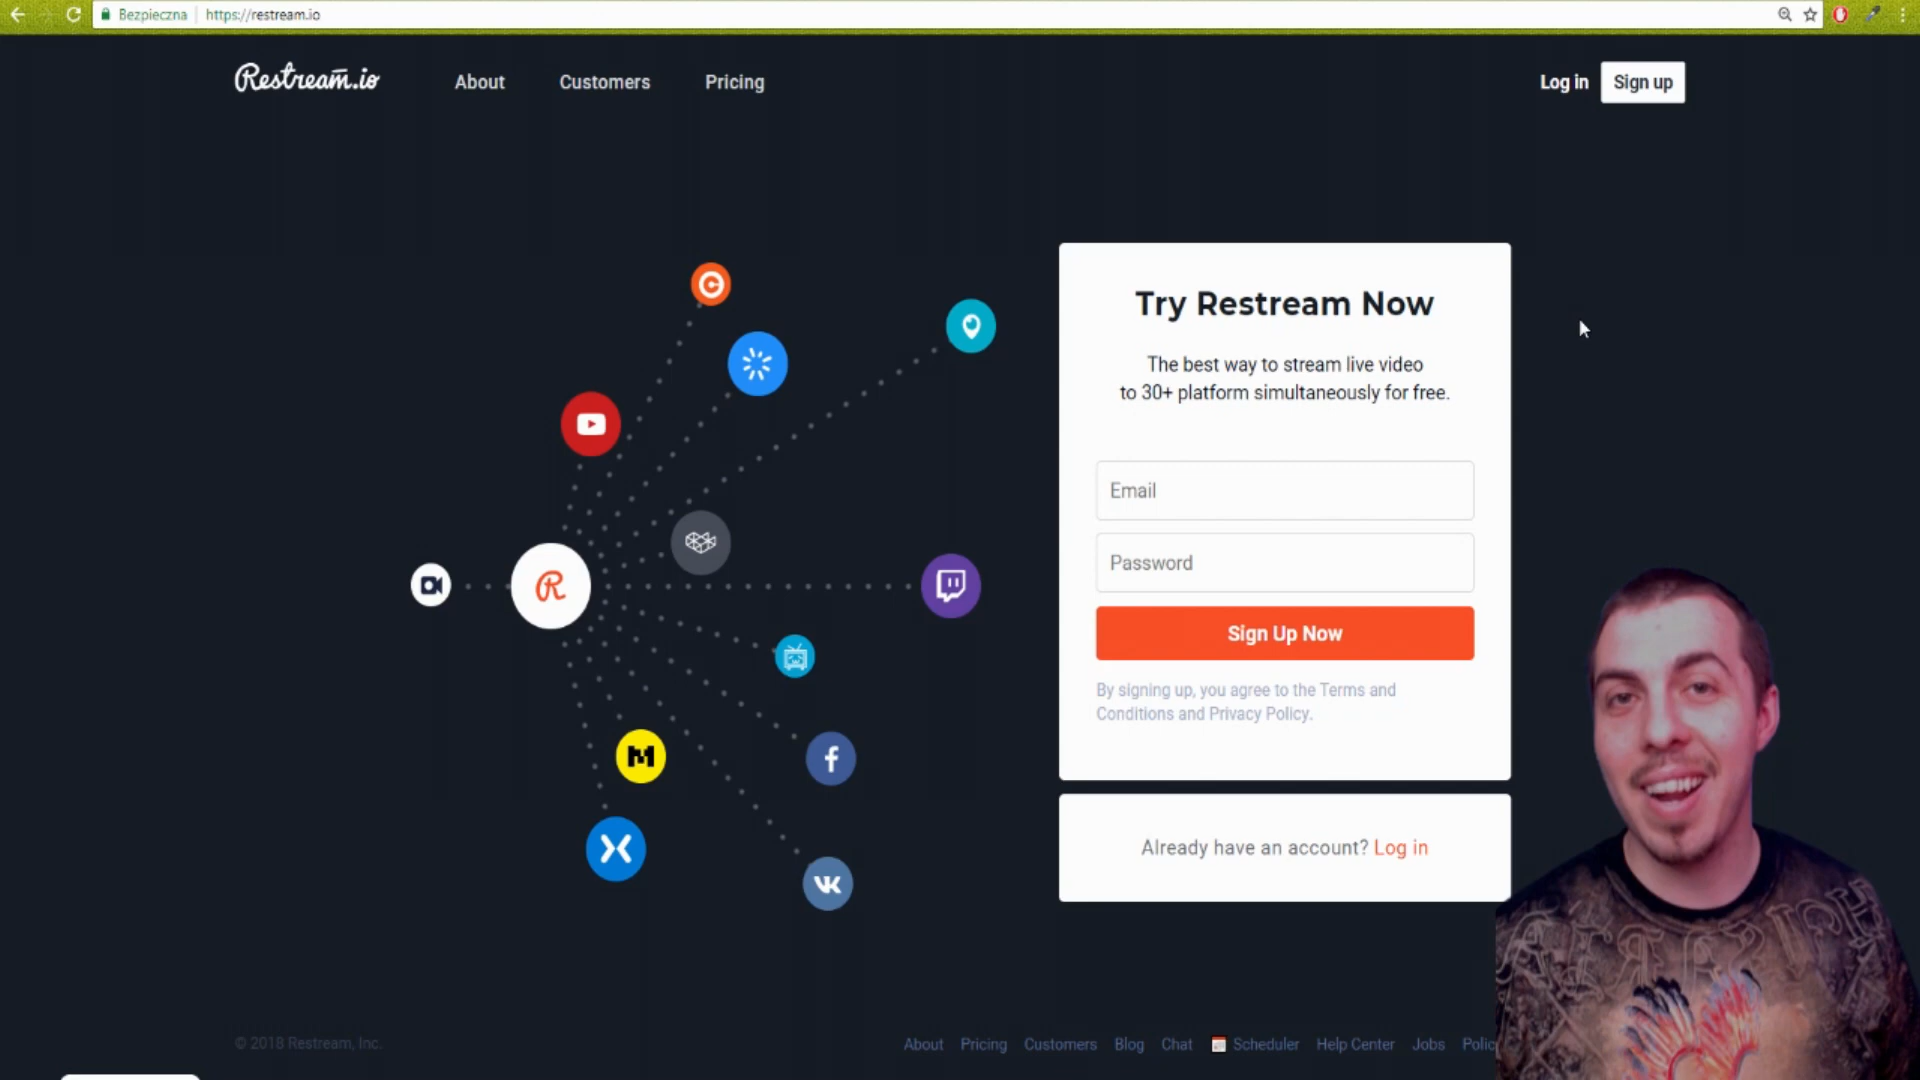 Bezpieczna
https://restream.io
Restream.io
About
Customers
Pricing
Log in
Sign up
Try Restream Now
The best way to stream live video
to 30+ platform simultaneously for free.
Email
Password
Sign Up Now
By signing up, you agree to the Terms and
Conditions and Privacy Policy.
Already have an account? Log in
© 2018 Restream, Inc.
About
Pricing
Customers
Blog
Chat
Scheduler
Help Center
Jobs
Polic